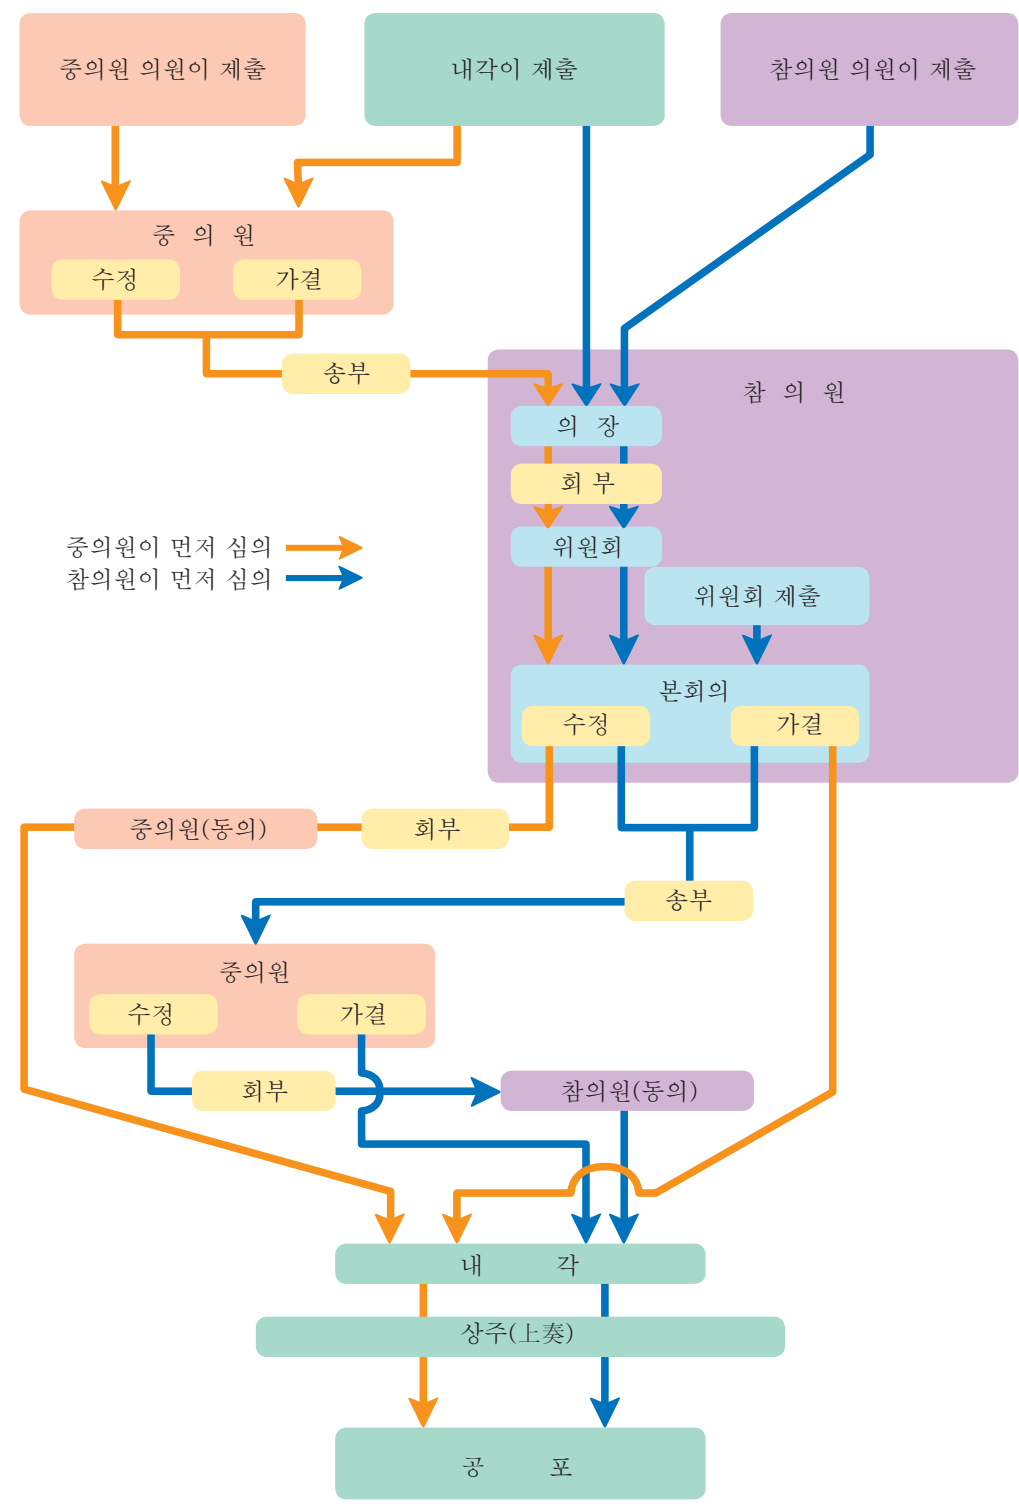 중의원 의원이 제출
내각이 제출
참의원 의원이 제출
중 의 원
수정
가결
송부
참 의 원
의 장
회 부
위원회
중의원이 먼저 심의
참의원이 먼저 심의
위원회 제출
본회의
수정
가결
중의원(동의)
회부
송부
중의원
수정
가결
회부
참의원(동의)
내 각
상주(上奏)
공 포